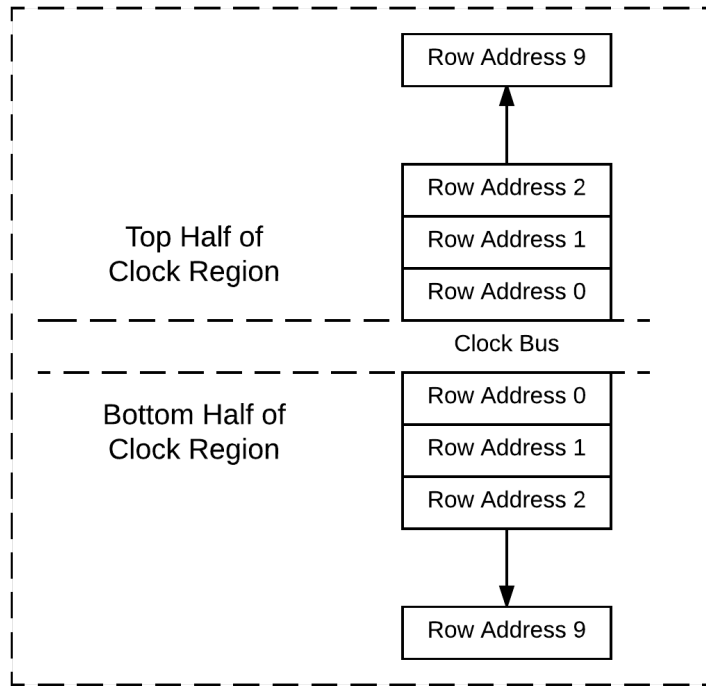 Row Address 9
Row Address 2
Row Address 1
Row Address 0
Top Half of
Clock Region
Clock Bus
Row Address 0
Row Address 1
Row Address 2
Bottom Half of
Clock Region
Row Address 9